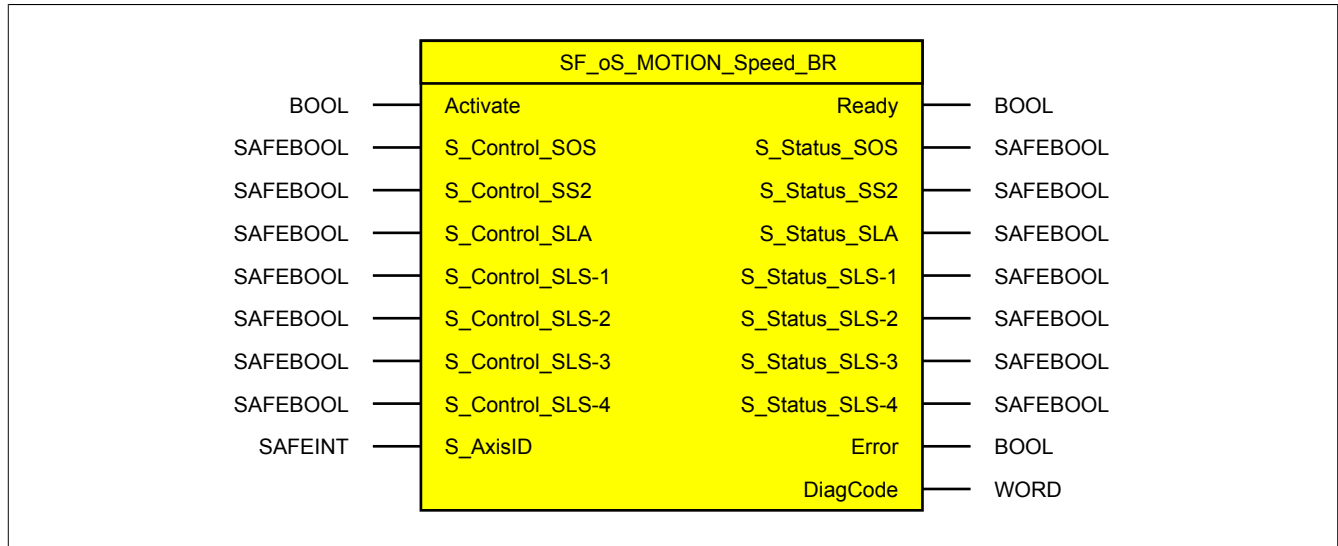 SF_oS_MOTION_Speed_BR
BOOL Activate Ready BOOL
SAFEBOOL S_Control_SOS S_Status_SOS SAFEBOOL
SAFEBOOL S_Control_SS2 S_Status_SS2 SAFEBOOL
SAFEBOOL S_Control_SLA S_Status_SLA SAFEBOOL
SAFEBOOL S_Control_SLS-1 S_Status_SLS-1 SAFEBOOL
SAFEBOOL S_Control_SLS-2 S_Status_SLS-2 SAFEBOOL
SAFEBOOL S_Control_SLS-3 S_Status_SLS-3 SAFEBOOL
SAFEBOOL S_Control_SLS-4 S_Status_SLS-4 SAFEBOOL
SAFEINT S_AxisID Error BOOL
DiagCode WORD